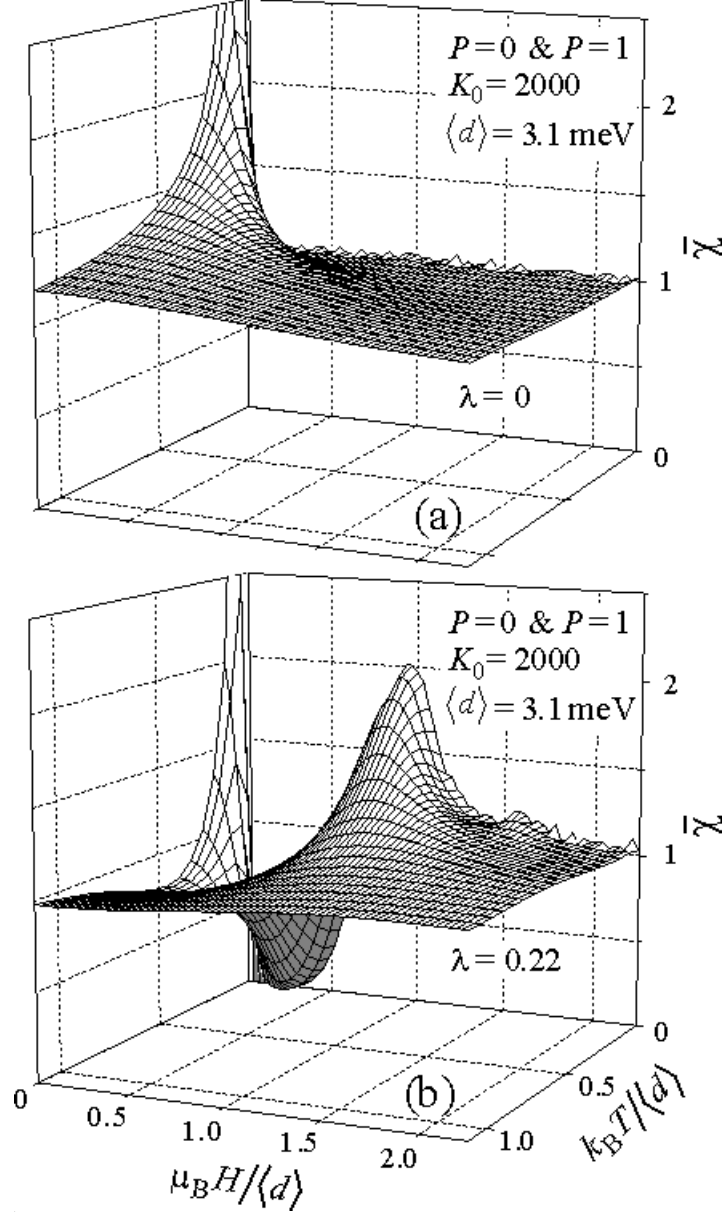 P=0 & P=1
K₀=2000
⟨d⟩=3.1 meV
2
χ̄
1
λ=0
0
(a)
P=0 & P=1
K₀=2000
⟨d⟩=3.1 meV
2
χ̄
1
λ=0.22
0
(b)
0
0.5
1.0
1.5
2.0
μ_B H/⟨d⟩
0.5
1.0
k_B T/⟨d⟩